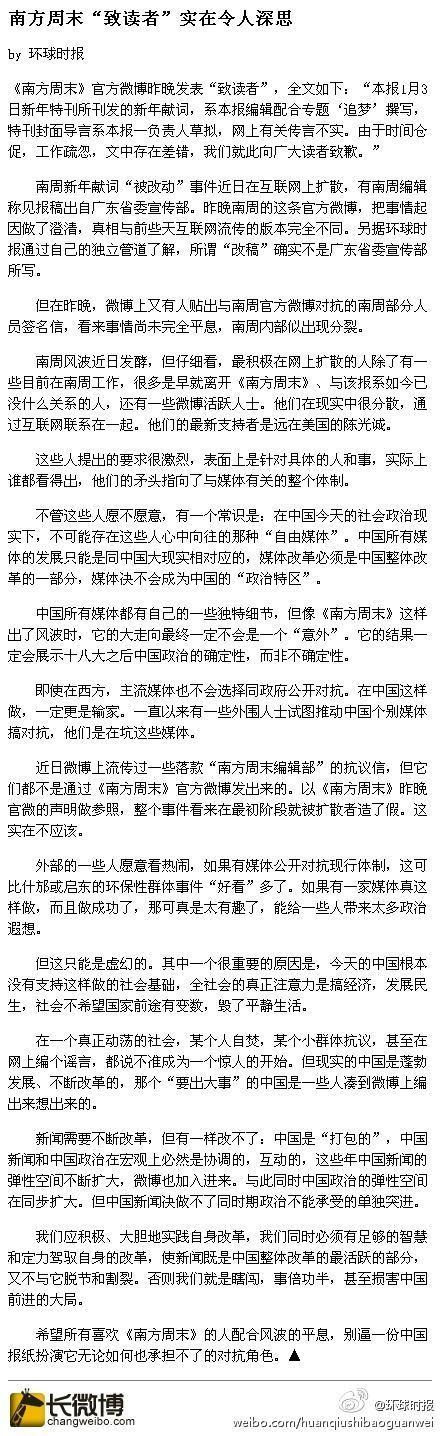 南方周末“致读者”实在令人深思
by 环球时报
《南方周末》官方微博昨晚发表“致读者”，全文如下：“本报1月3
日新年特刊所刊发的新年献词，系本报编辑配合专题‘追梦’撰写，
特刊封面导言系本报一负责人草拟，网上有关传言不实。由于时间仓
促，工作疏忽，文中存在差错，我们就此向广大读者致歉。”
南周新年献词“被改动”事件近日在互联网上扩散，有南周编辑
称见报稿出自广东省委宣传部。昨晚南周的这条官方微博，把事情起
因做了澄清，真相与前些天互联网流传的版本完全不同。另据环球时
报通过自己的独立管道了解，所谓“改稿”确实不是广东省委宣传部
所写。
但在昨晚，微博上又有人贴出与南周官方微博对抗的南周部分人
员签名信，看来事情尚未完全平息，南周内部似出现分裂。
南周风波近日发酵，但仔细看，最积极在网上扩散的人除了有一
些目前在南周工作，很多是早就离开《南方周末》、与该报系如今已
没什么关系的人，还有一些微博活跃人士。他们在现实中很分散，通
过互联网联系在一起。他们的最新支持者是远在美国的陈光诚。
这些人提出的要求很激烈，表面上是针对具体的人和事，实际上
谁都看得出，他们的矛头指向了与媒体有关的整个体制。
不管这些人愿不愿意，有一个常识是：在中国今天的社会政治现
实下，不可能存在这些人心中向往的那种“自由媒体”。中国所有媒
体的发展只能是同中国大现实相对应的，媒体改革必须是中国整体改
革的一部分，媒体决不会成为中国的“政治特区”。
中国所有媒体都有自己的一些独特细节，但像《南方周末》这样
出了风波时，它的大走向最终一定不会是一个“意外”。它的结果一
定会展示十八大之后中国政治的确定性，而非不确定性。
即使在西方，主流媒体也不会选择同政府公开对抗。在中国这样
做，一定更是输家。一直以来有一些外围人士试图推动中国个别媒体
搞对抗，他们是在坑这些媒体。
近日微博上流传过一些落款“南方周末编辑部”的抗议信，但它
们都不是通过《南方周末》官方微博发出来的。以《南方周末》昨晚
官微的声明做参照，整个事件看来在最初阶段就被扩散者造了假。这
实在不应该。
外部的一些人愿意看热闹，如果有媒体公开对抗现行体制，这可
比什邡或启东的环保性群体事件“好看”多了。如果有一家媒体真这
样做，而且做成功了，那可真是太有趣了，能给一些人带来太多政治
遐想。
但这只能是虚幻的。其中一个很重要的原因是，今天的中国根本
没有支持这样做的社会基础，全社会的真正注意力是搞经济，发展民
生，社会不希望国家前途有变数，毁了平静生活。
在一个真正动荡的社会，某个人自焚，某个小群体抗议，甚至在
网上编个谣言，都说不准成为一个惊人的开始。但现实的中国是蓬勃
发展、不断改革的，那个“要出大事”的中国是一些人凑到微博上编
出来想出来的。
新闻需要不断改革，但有一样改不了：中国是“打包的”，中国
新闻和中国政治在宏观上必然是协调的，互动的，这些年中国新闻的
弹性空间不断扩大，微博也加入进来。与此同时中国政治的弹性空间
在同步扩大。但中国新闻决做不了同时期政治不能承受的单独突进。
我们应积极、大胆地实践自身改革，我们同时必须有足够的智慧
和定力驾驭自身的改革，使新闻既是中国整体改革的最活跃的部分，
又不与它脱节和割裂。否则我们就是瞎闯，事倍功半，甚至损害中国
前进的大局。
希望所有喜欢《南方周末》的人配合风波的平息，别逼一份中国
报纸扮演它无论如何也承担不了的对抗角色。▲
长微博
changweibo.com
@环球时报
weibo.com/huanqiushibaoguanwei